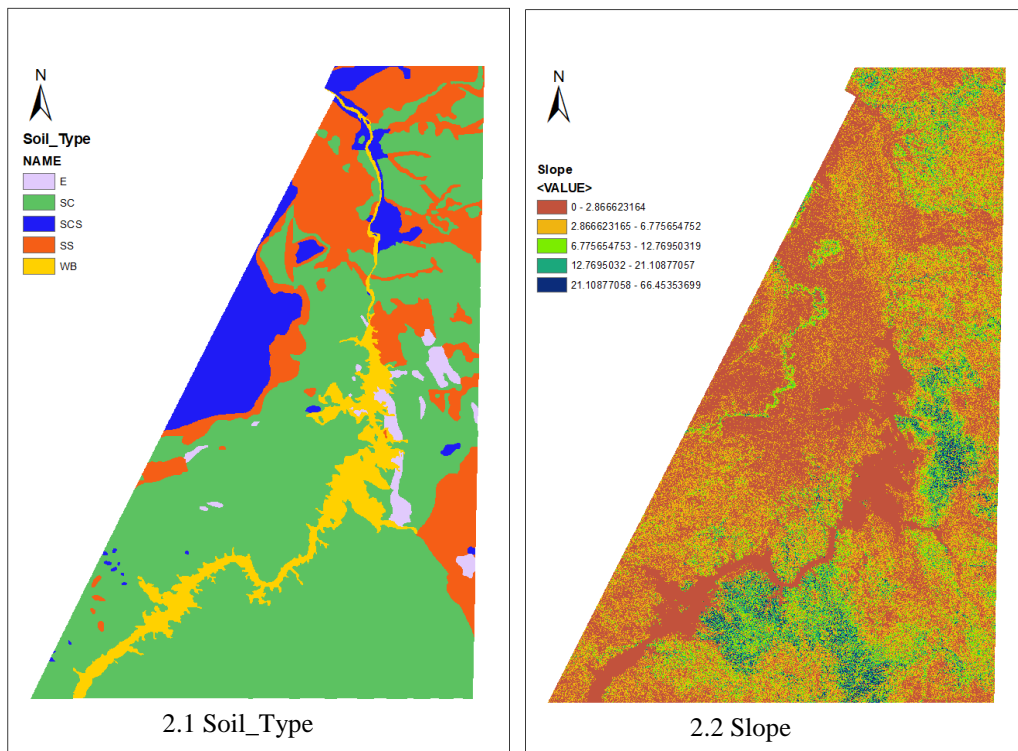 N
Soil_Type
NAME
E
SC
SCS
SS
WB
2.1 Soil_Type
N
Slope
<VALUE>
0 - 2.866623164
2.866623165 - 6.775654752
6.775654753 - 12.76950319
12.7695032 - 21.10877057
21.10877058 - 66.45353699
2.2 Slope